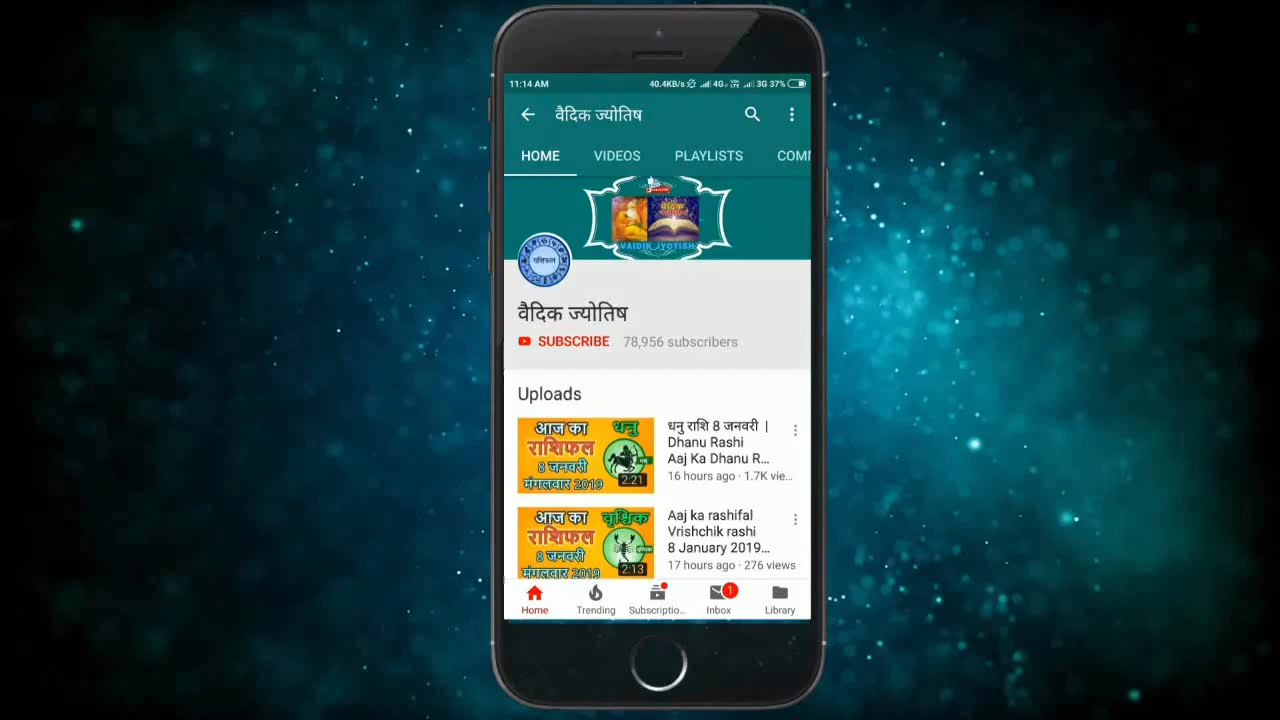 11:14 AM
40.4KB/s 4G 3G 37%
वैदिक ज्योतिष
HOME VIDEOS PLAYLISTS COMM
वैदिक
VAIDIK JYOTISH
राशिफल
वैदिक ज्योतिष
SUBSCRIBE 78,956 subscribers
Uploads
आज का धनु
राशिफल
8 जनवरी
मंगलवार 2019
2:21
धनु राशि 8 जनवरी |
Dhanu Rashi
Aaj Ka Dhanu R...
16 hours ago · 1.7K vie...
आज का वृश्चिक
राशिफल
8 जनवरी
मंगलवार 2019
2:13
Aaj ka rashifal
Vrishchik rashi
8 January 2019...
17 hours ago · 276 views
1
Home Trending Subscriptio... Inbox Library